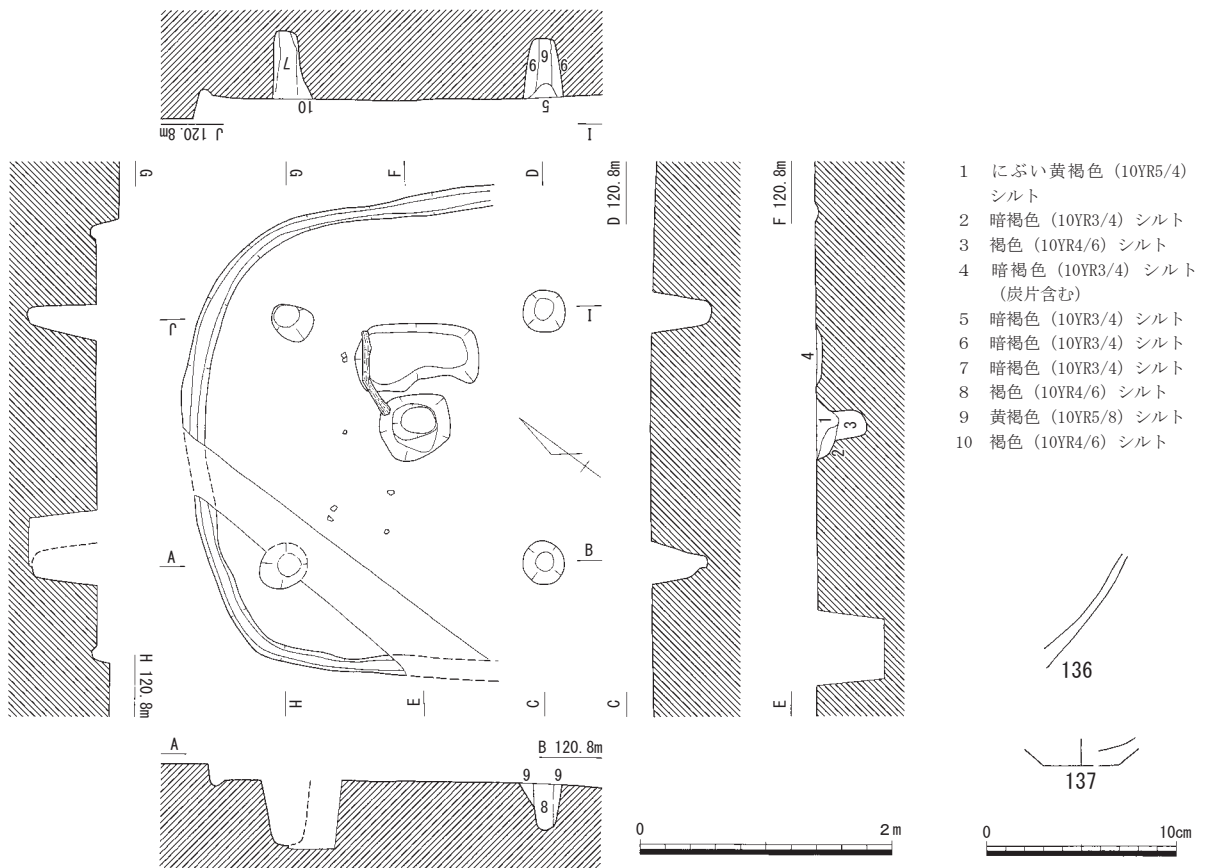 7
10
9 6 9
5
J 120.8m
I
G
G
F
D
D 120.8m
F 120.8m
J
I
4
1
3
2
A
B
H 120.8m
H
E
C
C
E
A
B 120.8m
9 9
8
1 にぶい黄褐色 (10YR5/4)
シルト
2 暗褐色 (10YR3/4) シルト
3 褐色 (10YR4/6) シルト
4 暗褐色 (10YR3/4) シルト
(炭片含む)
5 暗褐色 (10YR3/4) シルト
6 暗褐色 (10YR3/4) シルト
7 暗褐色 (10YR3/4) シルト
8 褐色 (10YR4/6) シルト
9 黄褐色 (10YR5/8) シルト
10 褐色 (10YR4/6) シルト
136
137
0 2m
0 10cm